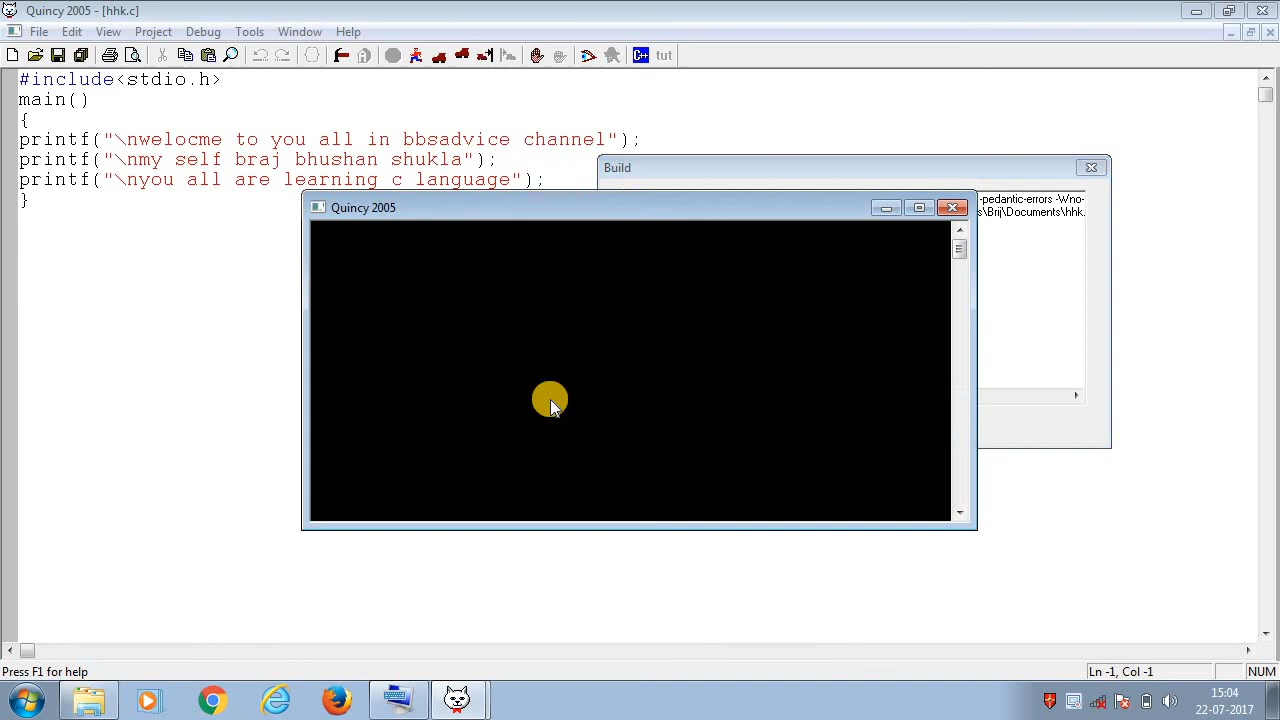 Quincy 2005 - [hhk.c]
File Edit View Project Debug Tools Window Help
C++ tut
#include<stdio.h>
main()
{
printf("\nwelocme to you all in bbsadvice channel");
printf("\nmy self braj bhushan shukla");
printf("\nyou all are learning c language");
}
Build
-pedantic-errors -Wno-
s\Brij\Documents\hhk.
Quincy 2005
Press F1 for help
Ln -1, Col -1
NUM
15:04
22-07-2017